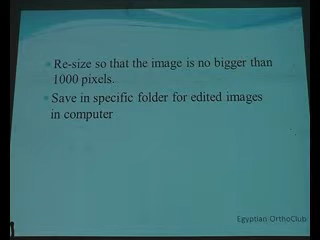 Re-size so that the image is no bigger than
1000 pixels.
Save in specific folder for edited images
in computer
Egyptian OrthoClub